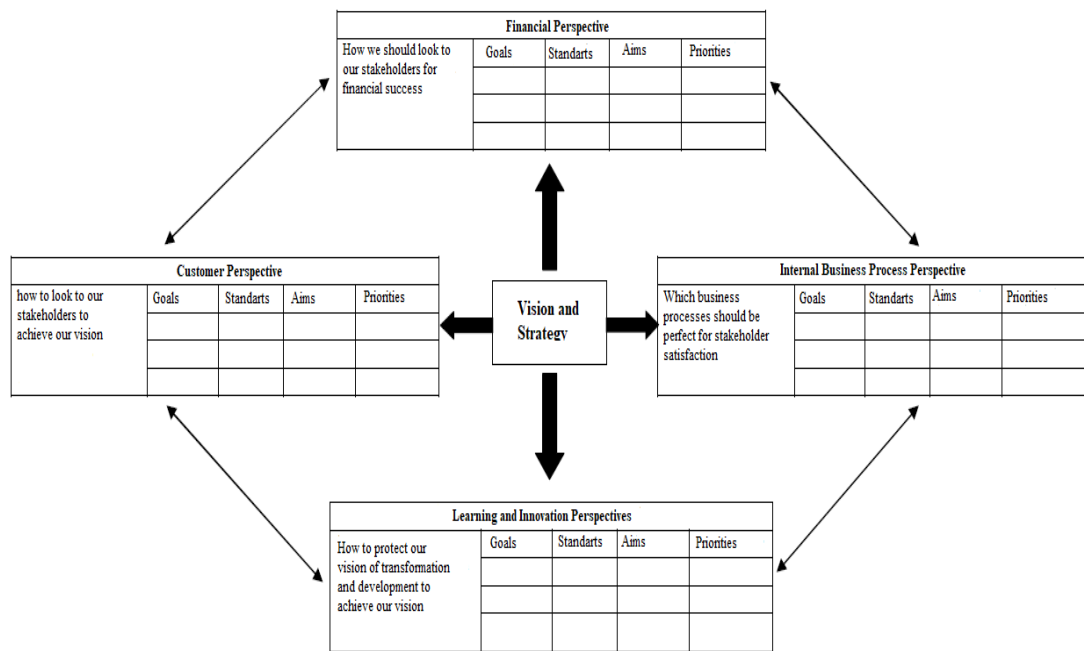 Financial Perspective
How we should look to
our stakeholders for
financial success
Goals
Standarts
Aims
Priorities
Customer Perspective
how to look to our
stakeholders to
achieve our vision
Goals
Standarts
Aims
Priorities
Vision and
Strategy
Internal Business Process Perspective
Which business
processes should be
perfect for stakeholder
satisfaction
Goals
Standarts
Aims
Priorities
Learning and Innovation Perspectives
How to protect our
vision of transformation
and development to
achieve our vision
Goals
Standarts
Aims
Priorities